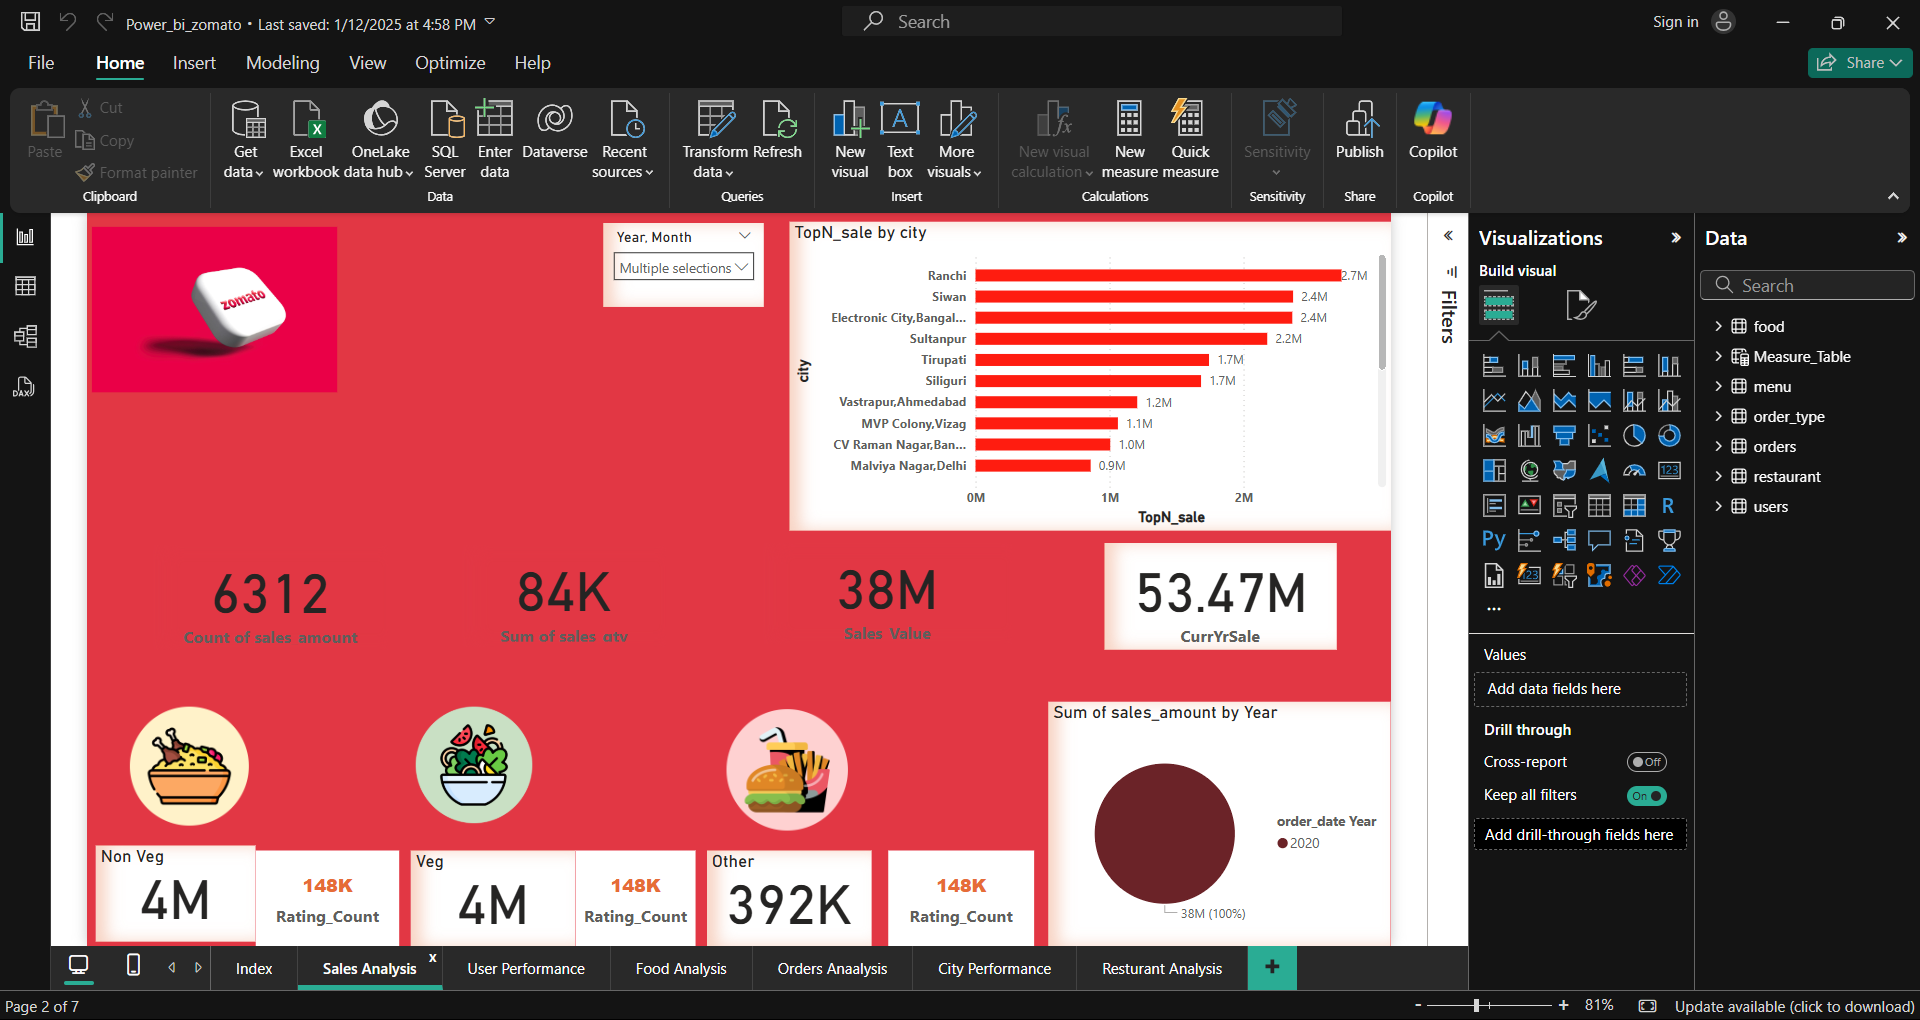 Power_bi_zomato • Last saved: 1/12/2025 at 4:58 PM
Search
Sign in
File
Home
Insert
Modeling
View
Optimize
Help
Share
Paste
Cut
Copy
Format painter
Clipboard
Get data
Excel workbook
OneLake data hub
SQL Server
Enter data
Dataverse
Recent sources
Data
Transform data
Refresh
Queries
New visual
Text box
More visuals
Insert
New visual calculation
New measure
Quick measure
Calculations
Sensitivity
Sensitivity
Publish
Share
Copilot
Copilot
zomato
Year, Month
Multiple selections
TopN_sale by city
city
Ranchi 2.7M
Siwan 2.4M
Electronic City,Bangal... 2.4M
Sultanpur 2.2M
Tirupati 1.7M
Siliguri 1.7M
Vastrapur,Ahmedabad 1.2M
MVP Colony,Vizag 1.1M
CV Raman Nagar,Ban... 1.0M
Malviya Nagar,Delhi 0.9M
0M 1M 2M
TopN_sale
6312
Count of sales_amount
84K
Sum of sales_qty
38M
Sales_Value
53.47M
CurrYrSale
Non Veg
4M
148K
Rating_Count
Veg
4M
148K
Rating_Count
Other
392K
148K
Rating_Count
Sum of sales_amount by Year
order_date Year
2020
38M (100%)
Filters
Visualizations
Build visual
123
R
Py
123
...
Values
Add data fields here
Drill through
Cross-report
Off
Keep all filters
On
Add drill-through fields here
Data
Search
food
Measure_Table
menu
order_type
orders
restaurant
users
DAX
Index
Sales Analysis
x
User Performance
Food Analysis
Orders Anaalysis
City Performance
Resturant Analysis
+
Page 2 of 7
- + 81%
Update available (click to download)